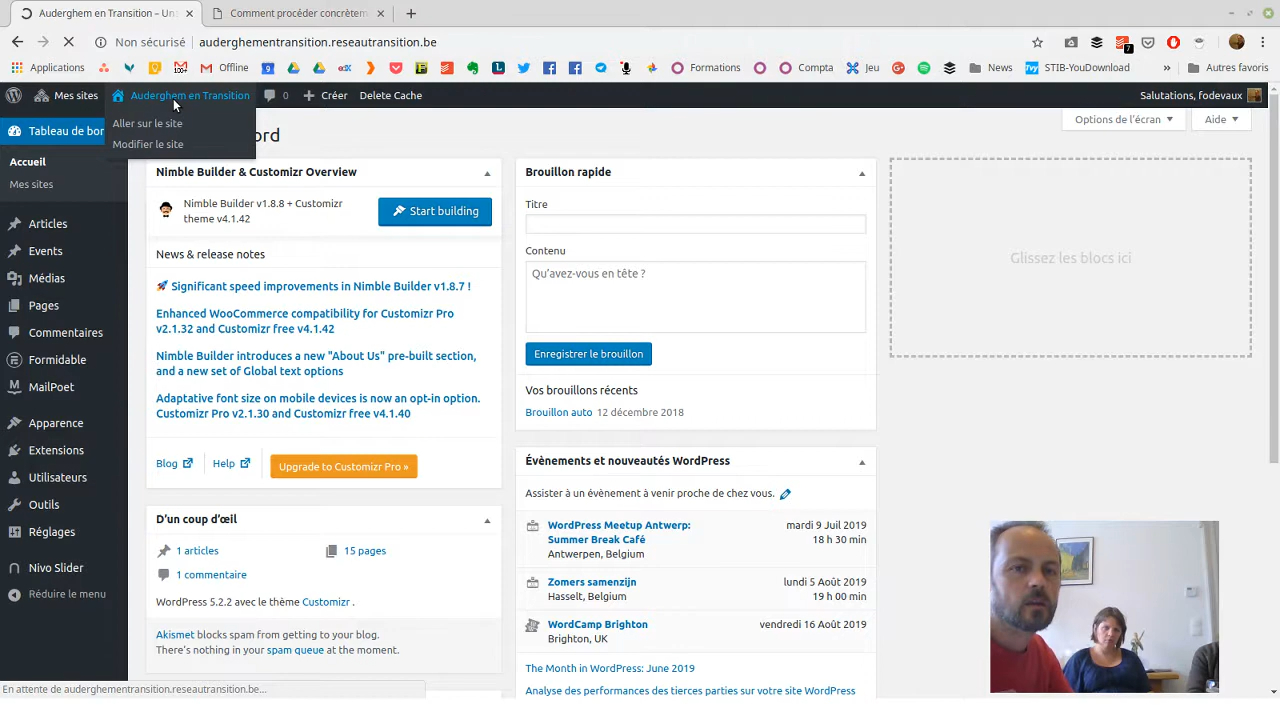 Auderghem en Transition – Un
Comment procéder concrètem
Non sécurisé
auderghementransition.reseautransition.be
Applications
100+
Offline
9
edX
Formations
Compta
Jeu
News
STIB-YouDownload
»
Autres favoris
7
Mes sites
Auderghem en Transition
0
Créer
Delete Cache
Salutations, fodevaux
Aller sur le site
Modifier le site
Tableau de bor
ord
Options de l'écran
Aide
Accueil
Mes sites
Articles
Events
Médias
Pages
Commentaires
Formidable
MailPoet
Apparence
Extensions
Utilisateurs
Outils
Réglages
Nivo Slider
Réduire le menu
Nimble Builder & Customizr Overview
Nimble Builder v1.8.8 + Customizr
theme v4.1.42
Start building
News & release notes
Significant speed improvements in Nimble Builder v1.8.7 !
Enhanced WooCommerce compatibility for Customizr Pro
v2.1.32 and Customizr free v4.1.42
Nimble Builder introduces a new "About Us" pre-built section,
and a new set of Global text options
Adaptative font size on mobile devices is now an opt-in option.
Customizr Pro v2.1.30 and Customizr free v4.1.40
Blog
Help
Upgrade to Customizr Pro »
D'un coup d'œil
1 articles
15 pages
1 commentaire
WordPress 5.2.2 avec le thème Customizr .
Akismet blocks spam from getting to your blog.
There's nothing in your spam queue at the moment.
Brouillon rapide
Titre
Contenu
Qu'avez-vous en tête ?
Enregistrer le brouillon
Vos brouillons récents
Brouillon auto 12 décembre 2018
Évènements et nouveautés WordPress
Assister à un évènement à venir proche de chez vous.
WordPress Meetup Antwerp:
Summer Break Café
Antwerpen, Belgium
mardi 9 Juil 2019
18 h 30 min
Zomers samenzijn
Hasselt, Belgium
lundi 5 Août 2019
19 h 00 min
WordCamp Brighton
Brighton, UK
vendredi 16 Août 2019
The Month in WordPress: June 2019
Analyse des performances des tierces parties sur votre site WordPress
Glissez les blocs ici
En attente de auderghementransition.reseautransition.be...